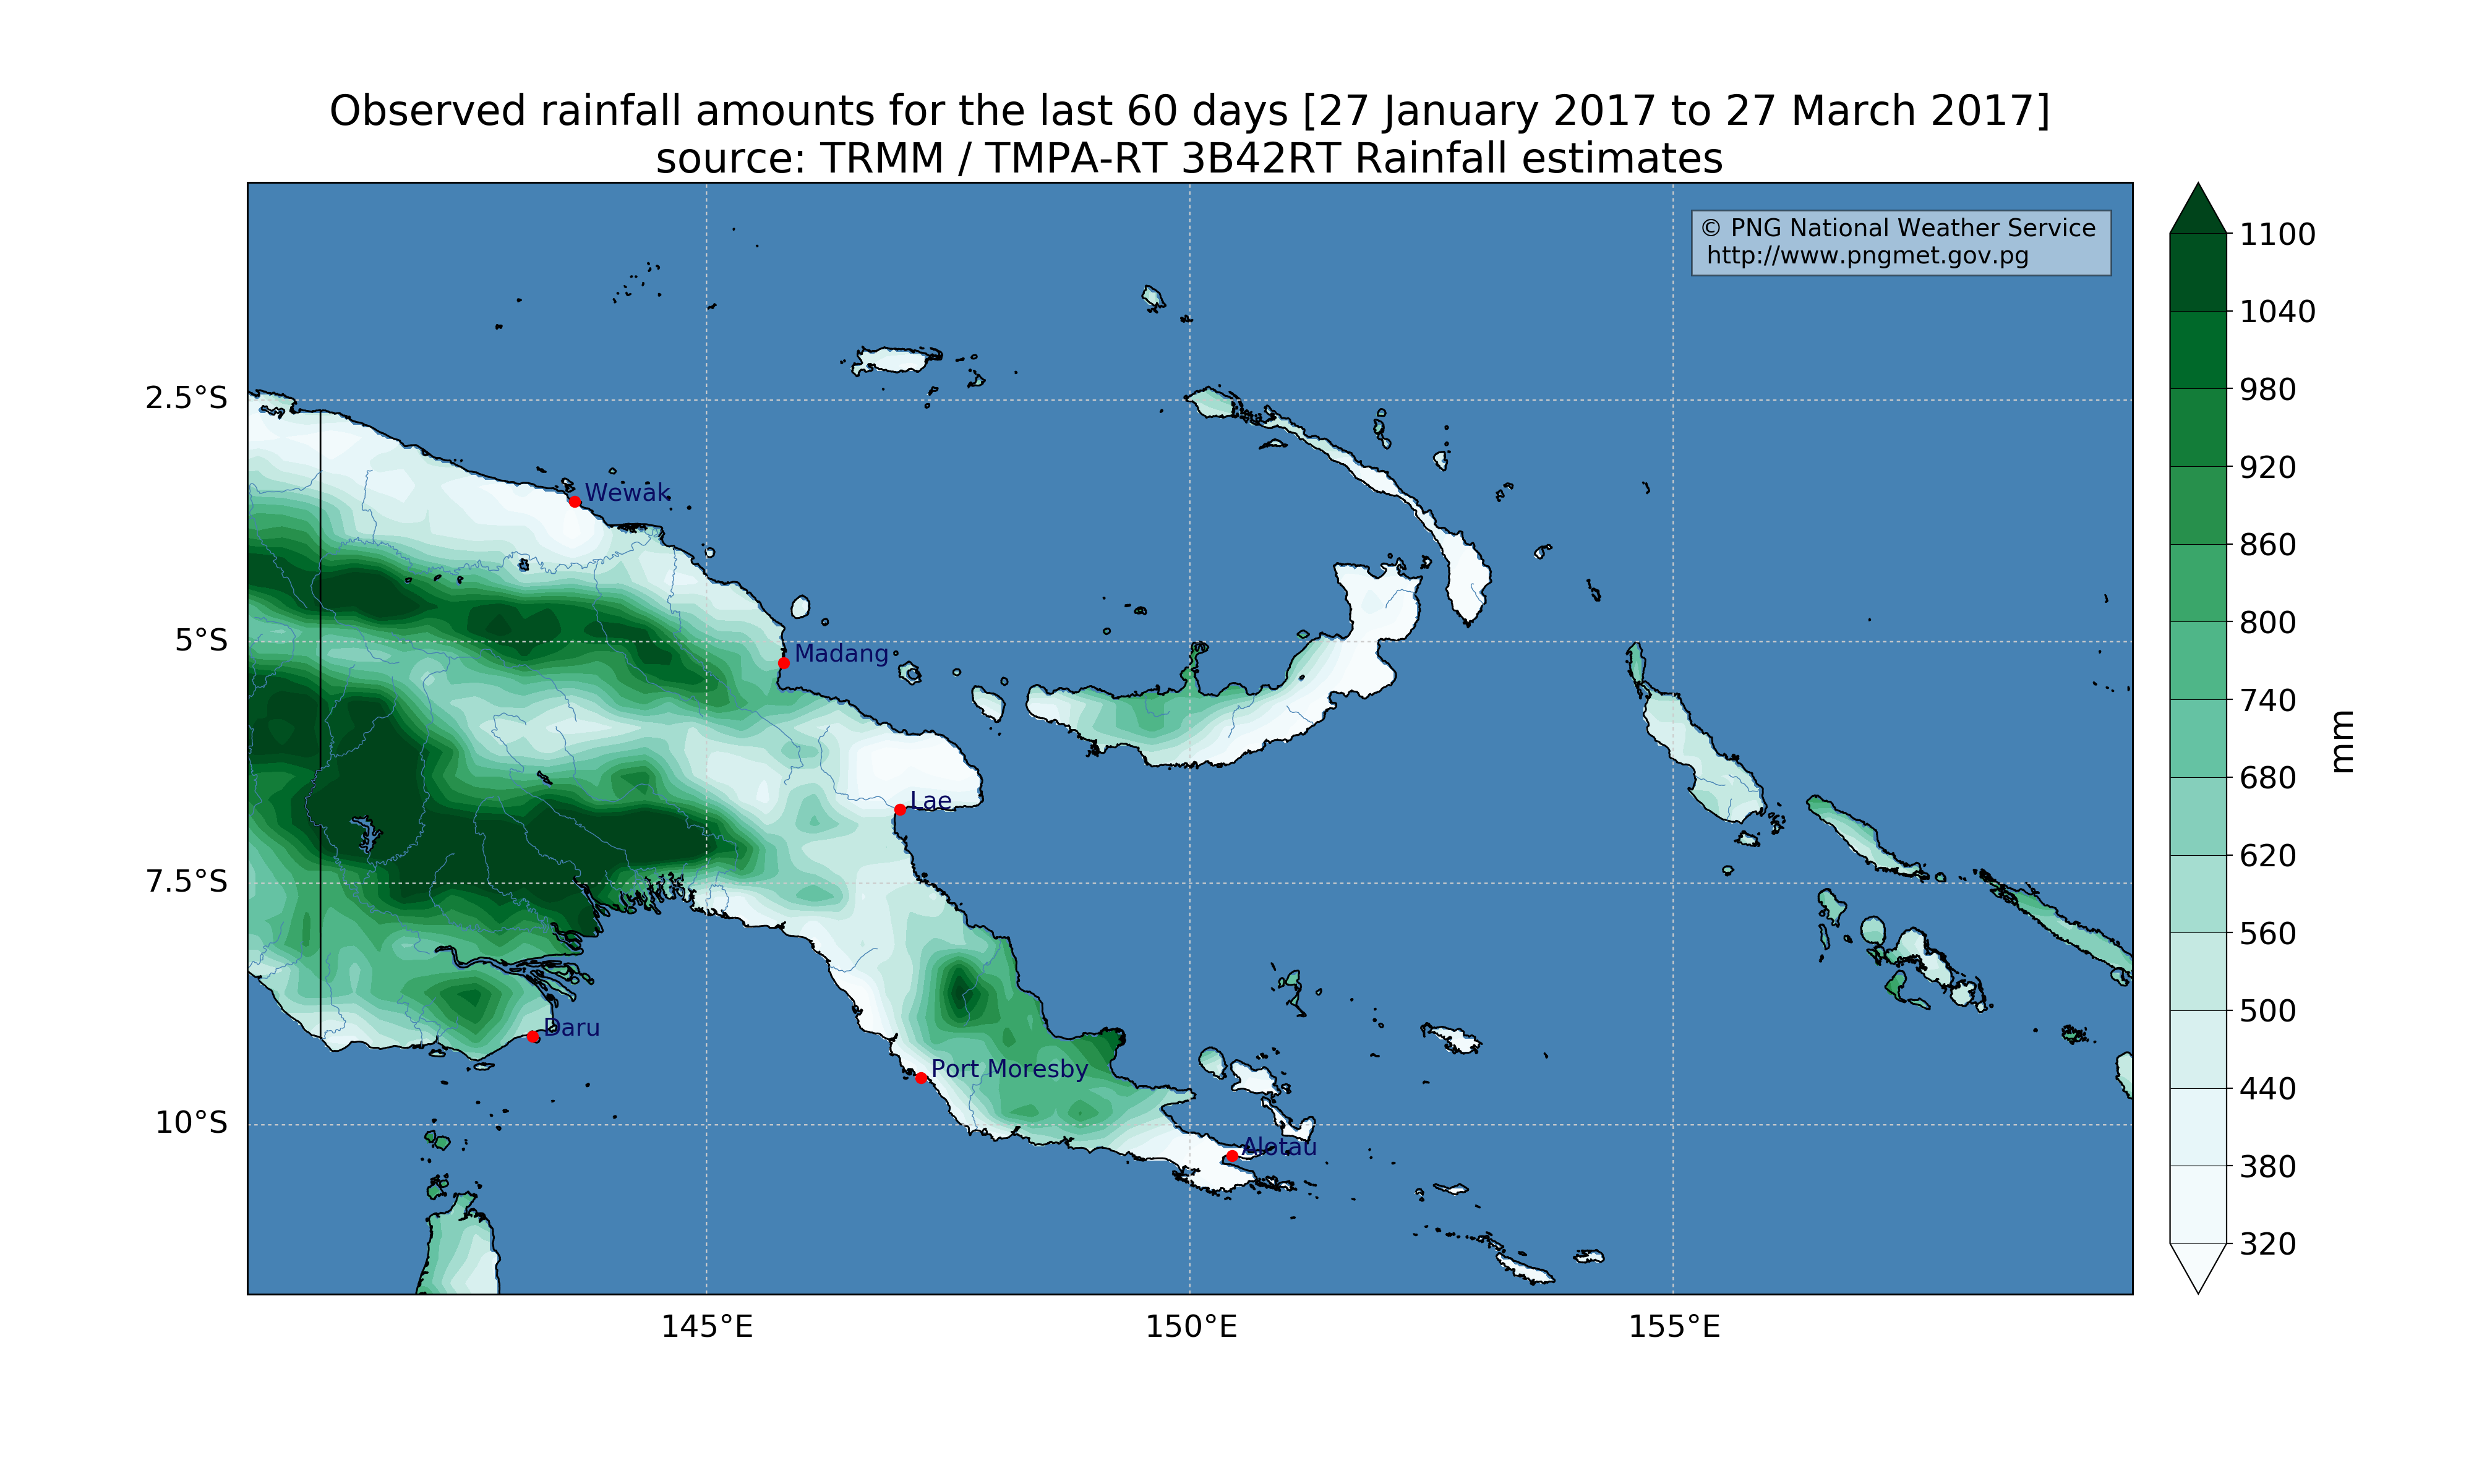 Observed rainfall amounts for the last 60 days [27 January 2017 to 27 March 2017]
source: TRMM / TMPA-RT 3B42RT Rainfall estimates
© PNG National Weather Service
http://www.pngmet.gov.pg
1100
1040
980
920
860
800
740
680
620
560
500
440
380
320
mm
2.5°S
5°S
7.5°S
10°S
Wewak
Madang
Lae
Daru
Port Moresby
Alotau
145°E
150°E
155°E